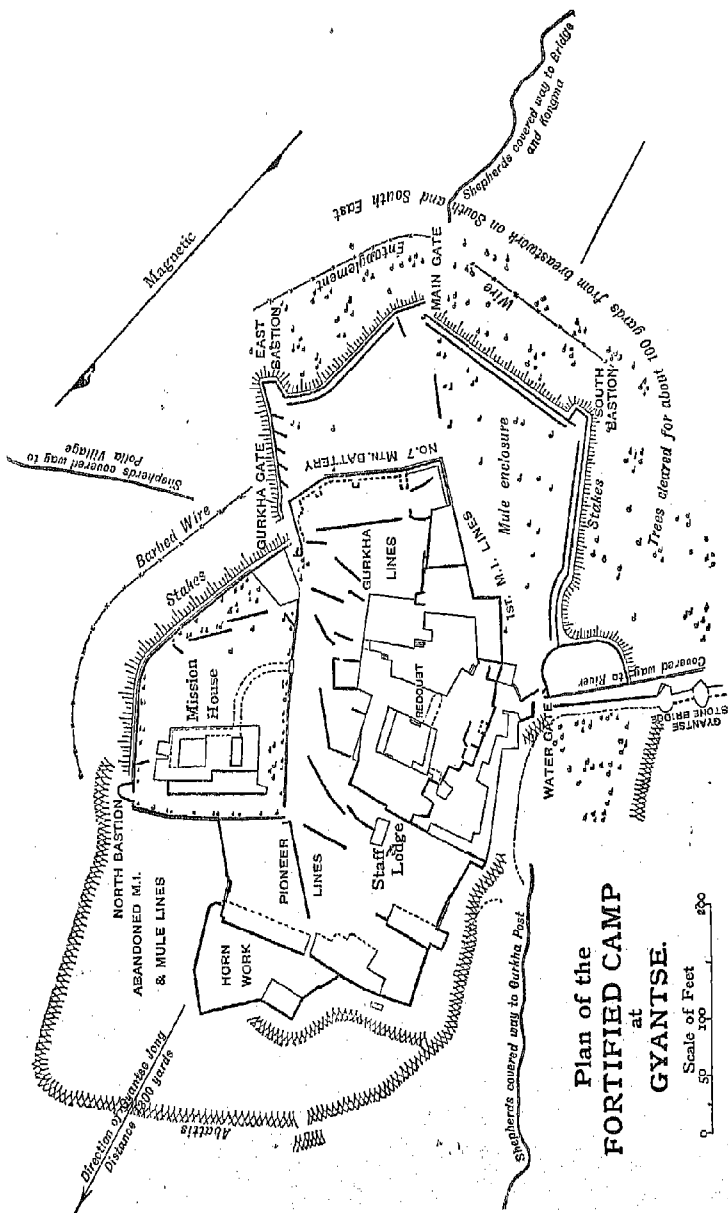 Shepherds covered way to Bridge
and Kongma
Magnetic
Shepherds covered way to
Polla Village
Trees cleared for about 100 yards from breastwork on South and South East
Entanglement
Wire
MAIN GATE
EAST
BASTION
GURKHA GATE
Barbed Wire
Stakes
NO. 7 MTN. BATTERY
SOUTH
BASTION
Mule enclosure
Stakes
1ST. M.I. LINES
GURKHA
LINES
Mission
House
REDOUBT
Covered way to River
GYANTSE
STONE BRIDGE
WATER GATE
NORTH BASTION
ABANDONED M.I.
& MULE LINES
PIONEER
LINES
Staff
Lodge
HORN
WORK
Direction of Gyantse Jong
Distance yards
Abattis
Shepherds covered way to Gurkha Post
Plan of the
FORTIFIED CAMP
at
GYANTSE.
Scale of Feet
0 50 100 200